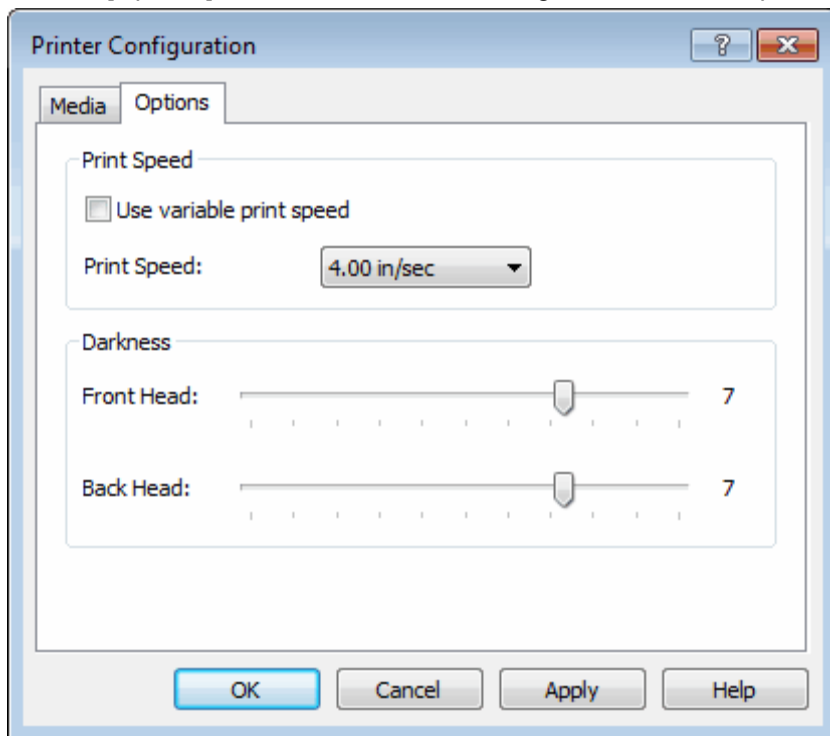 Printer Configuration
Media Options
Print Speed
Use variable print speed
Print Speed: 4.00 in/sec
Darkness
Front Head: 7
Back Head: 7
OK Cancel Apply Help